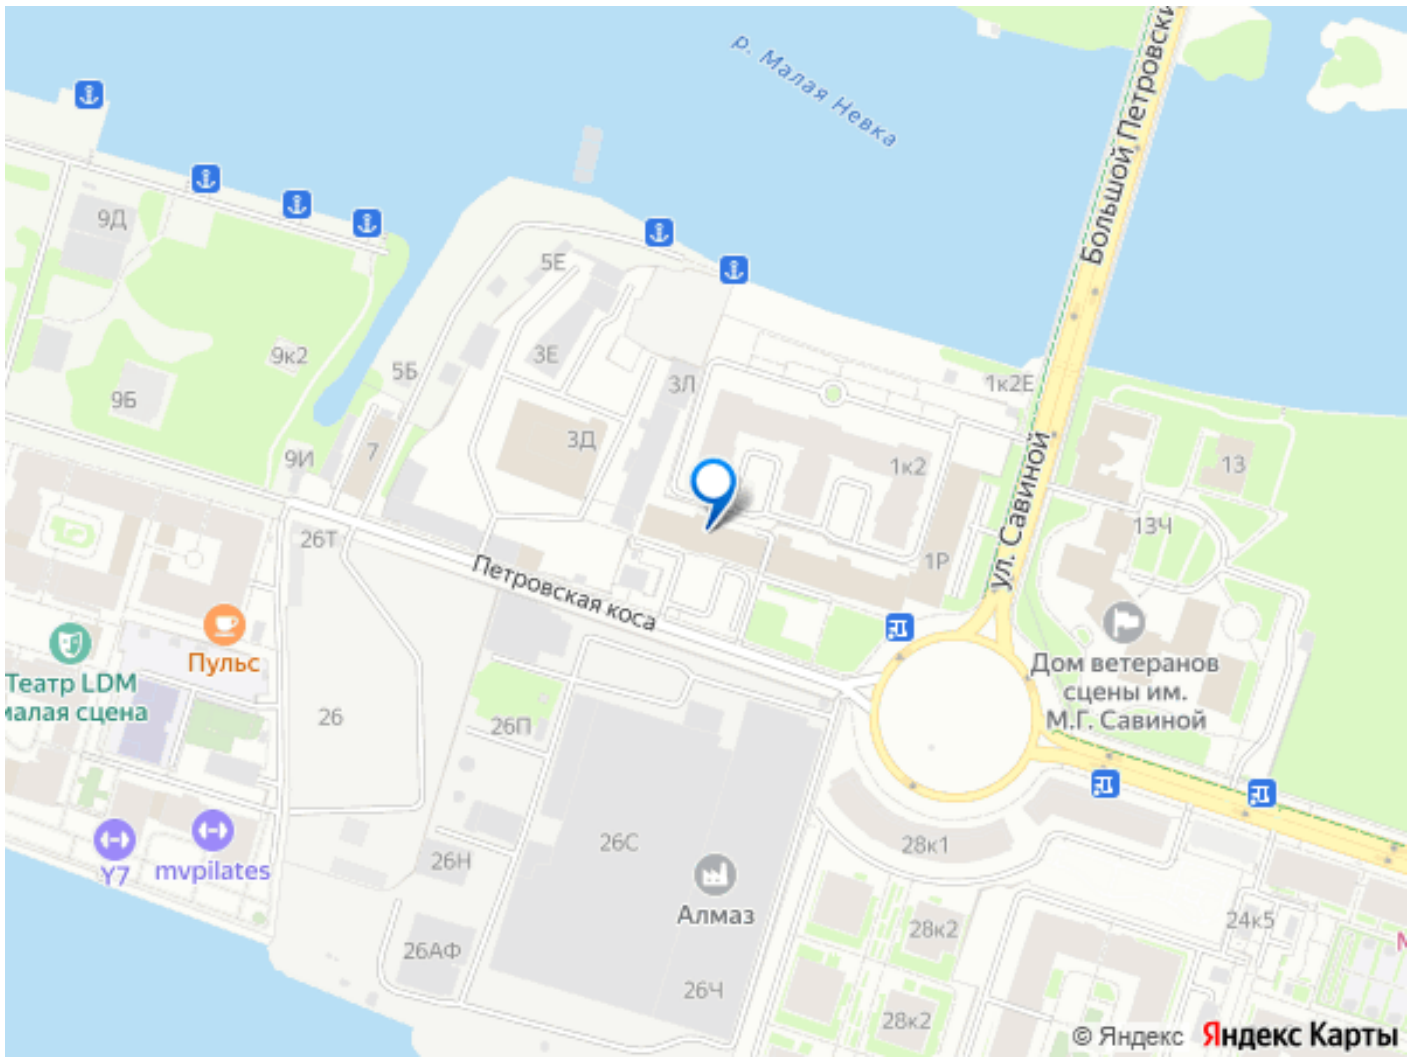 р. Малая Невка
Большой Петровски
9Д
5Е
9к2
3Е
5Б
3Л
1к2Е
9Б
3Д
9И
7
1к2
ул. Савиной
13
13Ч
26Т
1Р
Петровская коса
Пульс
Театр LDM
малая сцена
Дом ветеранов
сцены им.
М.Г. Савиной
26
26П
26С
28к1
Y7
mvpilates
26Н
Алмаз
26АФ
28к2
24к5
26Ч
28к2
© Яндекс Яндекс Карты